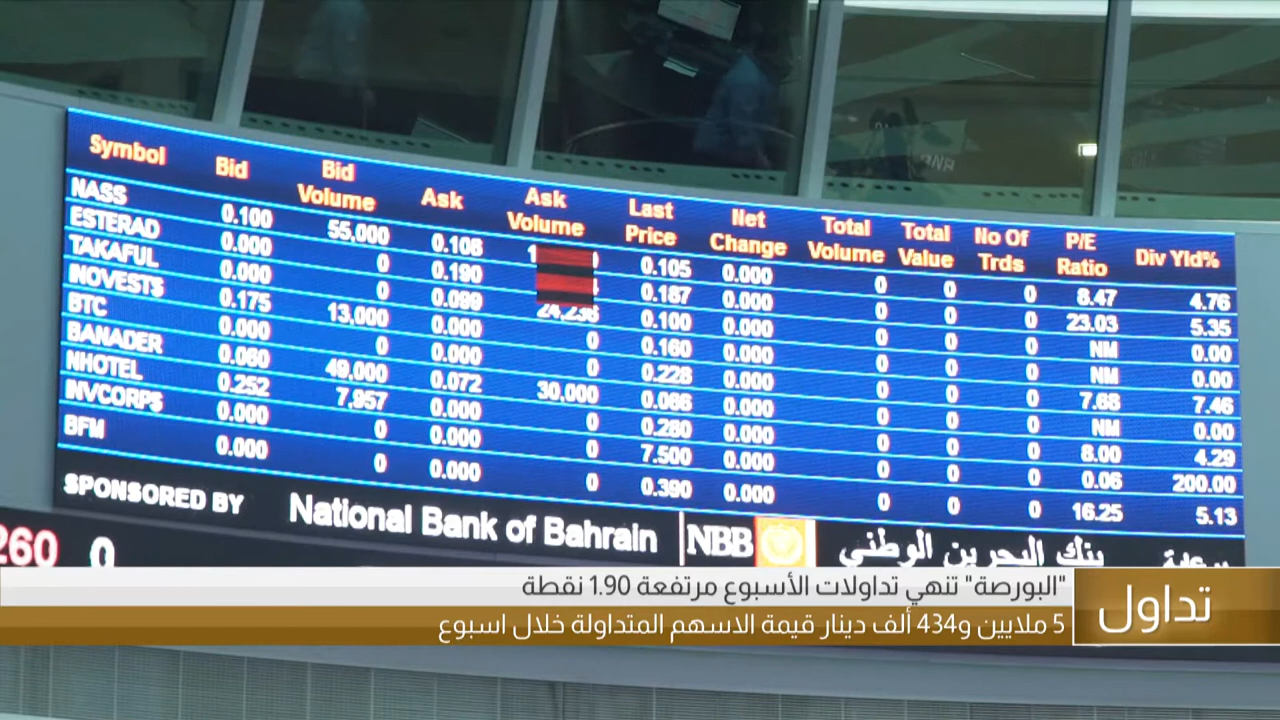 Symbol Bid Bid Volume Ask Ask Volume Last Price Net Change Total Volume Total Value No Of Trds P/E Ratio Div Yld%
NASS 0.100 55,000 0.106 0.105 0.000 0 0 0 8.47 4.76
ESTERAD 0.000 0 0.190 0.187 0.000 0 0 0 23.03 5.35
TAKAFUL 0.000 0 0.099 0.100 0.000 0 0 0 NM 0.00
INOVEST$ 0.175 13,000 0.000 0 0.160 0.000 0 0 0 NM 0.00
BTC 0.000 0 0.000 0 0.228 0.000 0 0 0 7.68 7.46
BANADER 0.060 49,000 0.072 30,000 0.066 0.000 0 0 0 NM 0.00
NHOTEL 0.252 7,957 0.000 0 0.280 0.000 0 0 0 8.00 4.29
INVCORP$ 0.000 0 0.000 0 7.500 0.000 0 0 0 0.06 200.00
BFM 0.000 0 0.000 0 0.390 0.000 0 0 0 16.25 5.13
SPONSORED BY National Bank of Bahrain NBB بنك البحرين الوطني
260 0
تداول
"البورصة" تنهي تداولات الأسبوع مرتفعة 1.90 نقطة
5 ملايين و434 ألف دينار قيمة الاسهم المتداولة خلال اسبوع